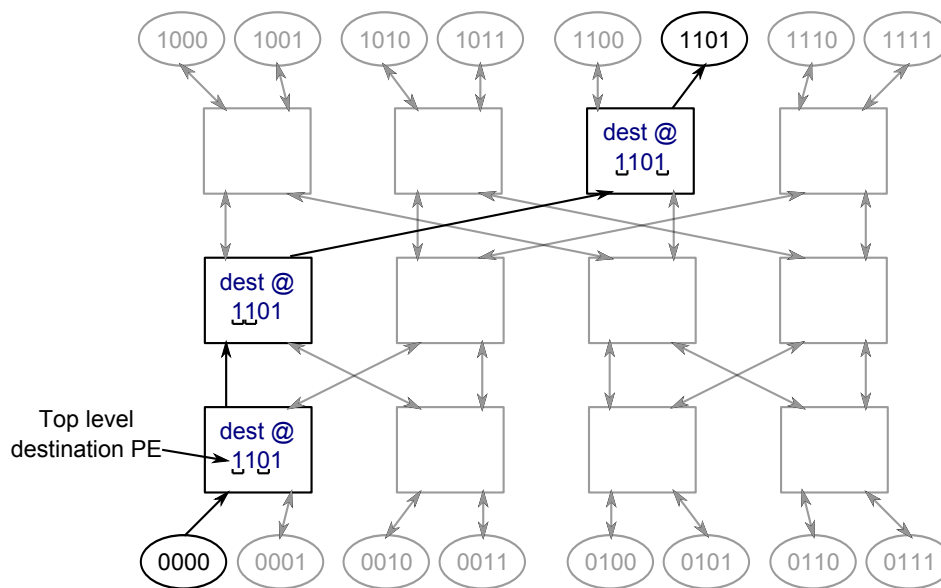 1000 1001 1010 1011 1100 1101 1110 1111
dest @
1101
dest @
1101
Top level
destination PE
dest @
1101
0000 0001 0010 0011 0100 0101 0110 0111